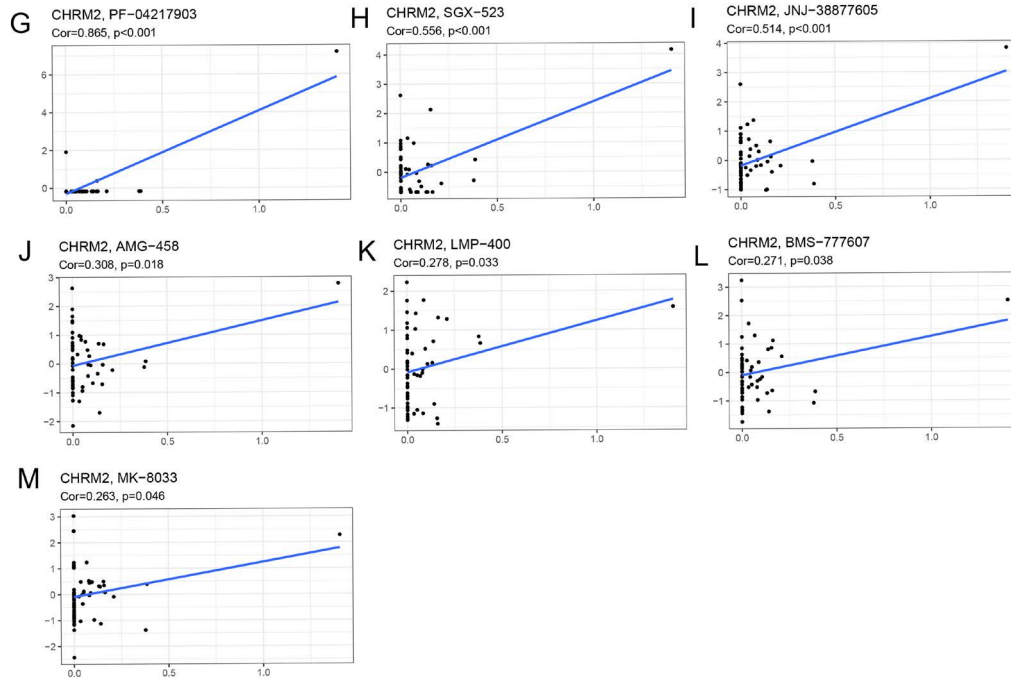 G
CHRM2, PF−04217903
Cor=0.865, p<0.001
6
4
2
0
0.0
0.5
1.0
H
CHRM2, SGX−523
Cor=0.556, p<0.001
4
3
2
1
0
0.0
0.5
1.0
I
CHRM2, JNJ−38877605
Cor=0.514, p<0.001
4
3
2
1
0
−1
0.0
0.5
1.0
J
CHRM2, AMG−458
Cor=0.308, p=0.018
3
2
1
0
−1
−2
0.0
0.5
1.0
K
CHRM2, LMP−400
Cor=0.278, p=0.033
2
1
0
−1
0.0
0.5
1.0
L
CHRM2, BMS−777607
Cor=0.271, p=0.038
3
2
1
0
−1
0.0
0.5
1.0
M
CHRM2, MK−8033
Cor=0.263, p=0.046
3
2
1
0
−1
−2
0.0
0.5
1.0